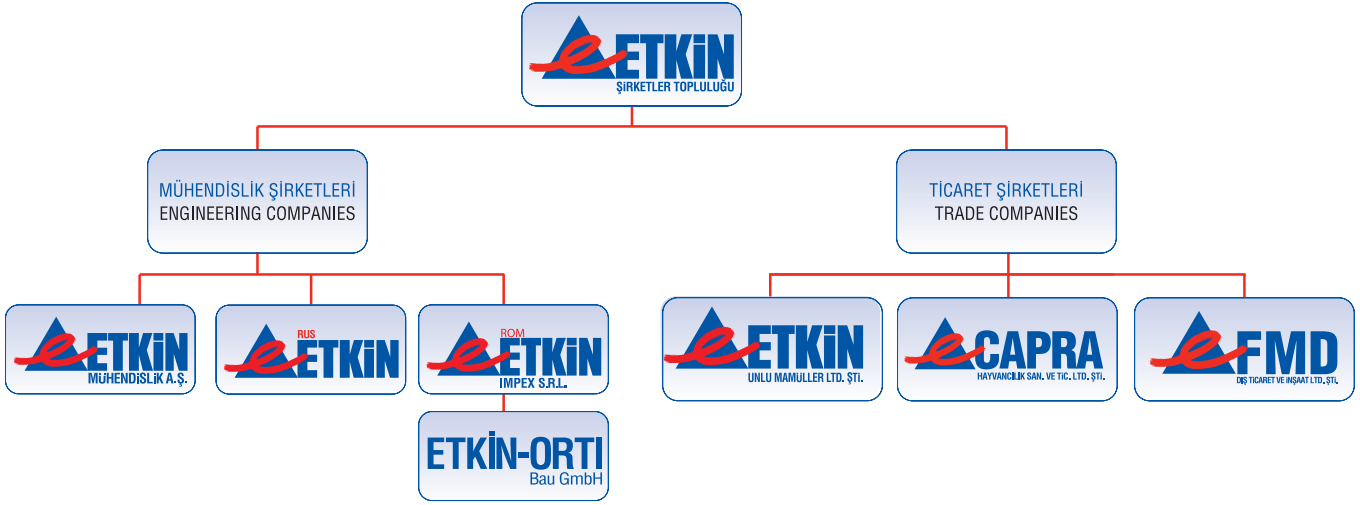 ETKİN
ŞİRKETLER TOPLULUĞU
MÜHENDİSLİK ŞİRKETLERİ
ENGINEERING COMPANIES
TİCARET ŞİRKETLERİ
TRADE COMPANIES
ETKİN
MÜHENDİSLİK A.Ş.
RUS
ETKİN
ROM
ETKİN
IMPEX S.R.L.
ETKİN-ORTI
Bau GmbH
ETKİN
UNLU MAMULLER LTD. ŞTİ.
CAPRA
HAYVANCILIK SAN. VE TİC. LTD. ŞTİ.
FMD
DIŞ TİCARET VE İNŞAAT LTD. ŞTİ.